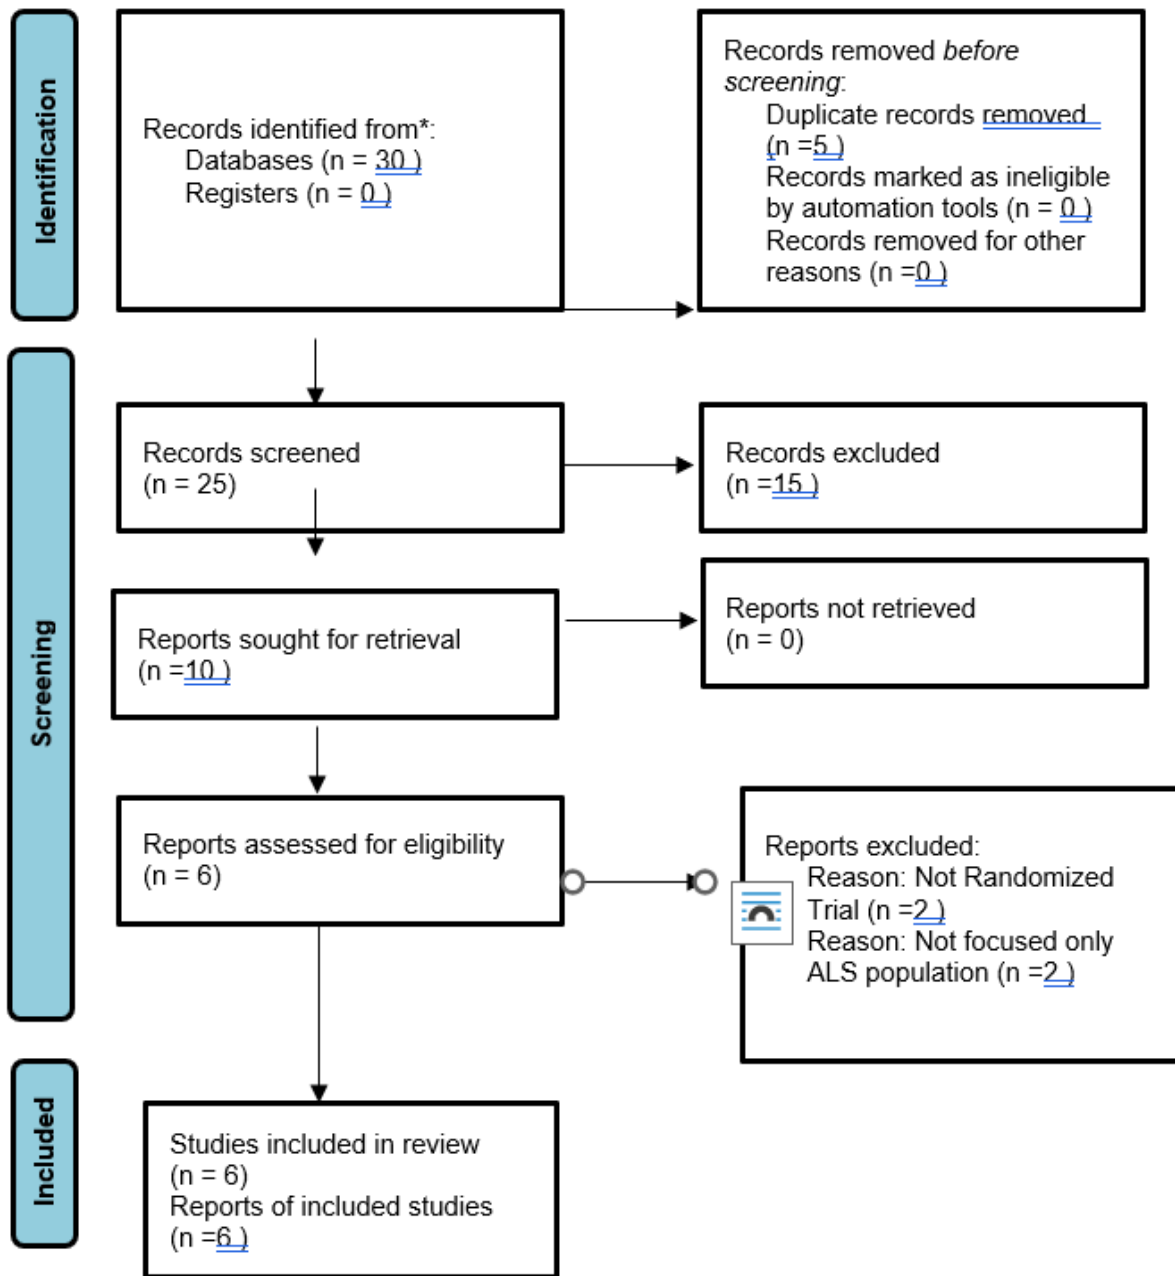 Identification
Records identified from*:
Databases (n = 30 )
Registers (n = 0 )
Records removed before
screening:
Duplicate records removed
(n =5 )
Records marked as ineligible
by automation tools (n = 0 )
Records removed for other
reasons (n =0 )
Screening
Records screened
(n = 25)
Records excluded
(n =15 )
Reports sought for retrieval
(n =10 )
Reports not retrieved
(n = 0)
Reports assessed for eligibility
(n = 6)
Reports excluded:
Reason: Not Randomized
Trial (n =2 )
Reason: Not focused only
ALS population (n =2 )
Included
Studies included in review
(n = 6)
Reports of included studies
(n =6 )